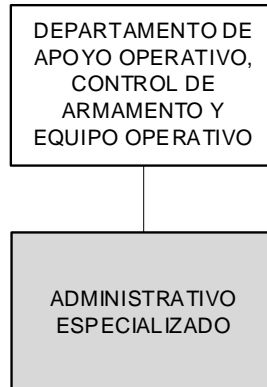 DEPARTAMENTO DE
APOYO OPERATIVO,
CONTROL DE
ARMAMENTO Y
EQUIPO OPERATIVO
ADMINISTRATIVO
ESPECIALIZADO